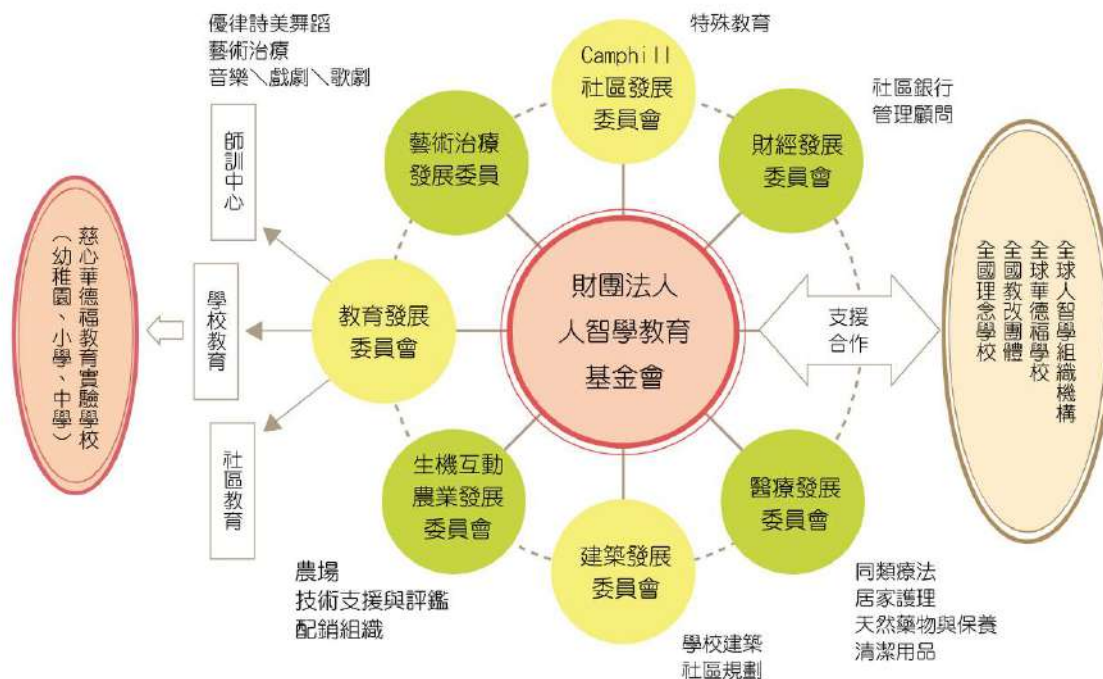 優律詩美舞蹈
藝術治療
音樂＼戲劇＼歌劇
特殊教育
Camphill
社區發展
委員會
社區銀行
管理顧問
藝術治療
發展委員
財經發展
委員會
師訓中心
學校教育
社區教育
慈心華德福教育實驗學校
（幼稚園、小學、中學）
教育發展
委員會
財團法人
人智學教育
基金會
支援
合作
全球人智學組織機構
全球華德福學校
全國教改團體
全國理念學校
生機互動
農業發展
委員會
醫療發展
委員會
建築發展
委員會
農場
技術支援與評鑑
配銷組織
學校建築
社區規劃
同類療法
居家護理
天然藥物與保養
清潔用品